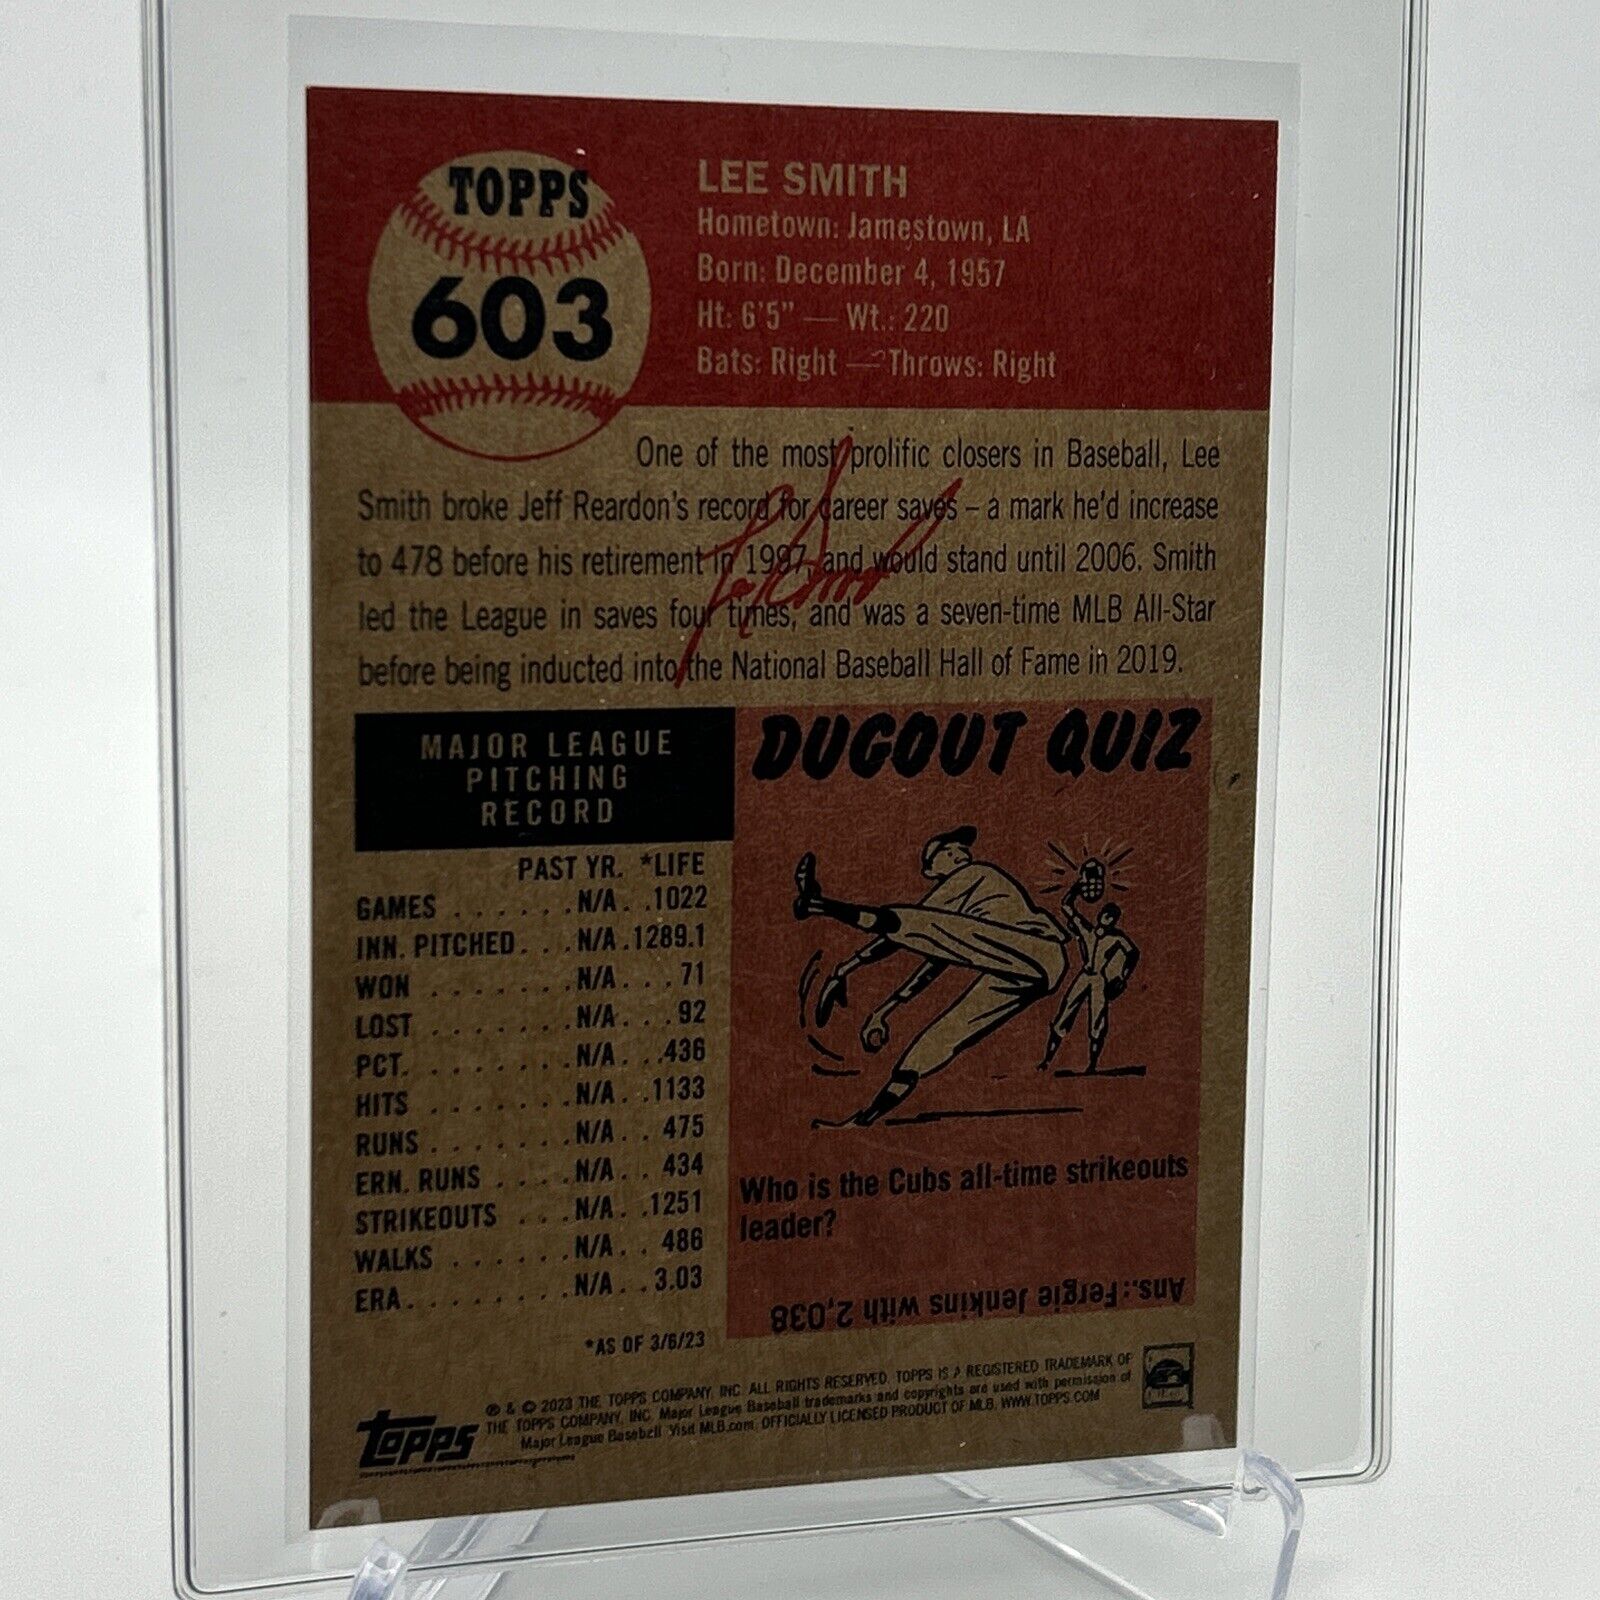 TOPPS
603
LEE SMITH
Hometown: Jamestown, LA
Born: December 4, 1957
Ht: 6'5" — Wt.: 220
Bats: Right — Throws: Right
One of the most prolific closers in Baseball, Lee
Smith broke Jeff Reardon's record for career saves – a mark he'd increase
to 478 before his retirement in 1997, and would stand until 2006. Smith
led the League in saves four times, and was a seven-time MLB All-Star
before being inducted into the National Baseball Hall of Fame in 2019.
Lee Smith
MAJOR LEAGUE
PITCHING
RECORD
PAST YR. *LIFE
GAMES . . . . . . N/A . . 1022
INN. PITCHED . . . N/A . 1289.1
WON . . . . . . . N/A . . . 71
LOST . . . . . . . N/A . . . 92
PCT. . . . . . . . N/A . . .436
HITS . . . . . . . N/A . . 1133
RUNS . . . . . . . N/A . . 475
ERN. RUNS . . . . N/A . . 434
STRIKEOUTS . . . N/A . . 1251
WALKS . . . . . . N/A . . 486
ERA . . . . . . . . N/A . . 3.03
*AS OF 3/6/23
DUGOUT QUIZ
Who is the Cubs all-time strikeouts
leader?
Ans.: Fergie Jenkins with 2,038
Topps
℗ & © 2023 THE TOPPS COMPANY, INC. ALL RIGHTS RESERVED. TOPPS IS A REGISTERED TRADEMARK OF
THE TOPPS COMPANY, INC. Major League Baseball trademarks and copyrights are used with permission of
Major League Baseball. Visit MLB.com. OFFICIALLY LICENSED PRODUCT OF MLB. WWW.TOPPS.COM